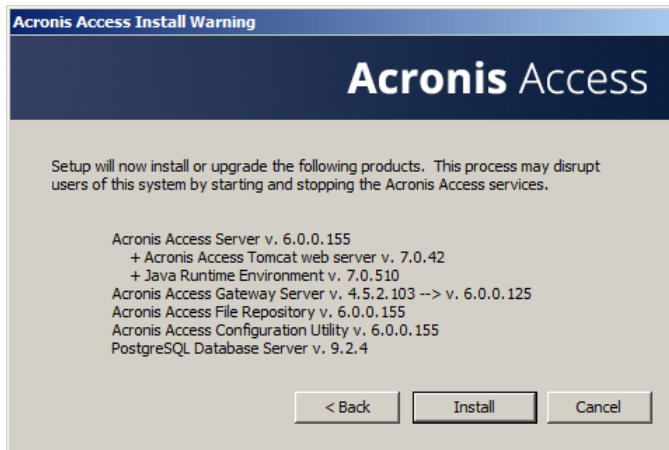 Acronis Access Install Warning
Acronis Access
Setup will now install or upgrade the following products.  This process may disrupt
users of this system by starting and stopping the Acronis Access services.
Acronis Access Server v. 6.0.0.155
+ Acronis Access Tomcat web server v. 7.0.42
+ Java Runtime Environment v. 7.0.510
Acronis Access Gateway Server v. 4.5.2.103 --> v. 6.0.0.125
Acronis Access File Repository v. 6.0.0.155
Acronis Access Configuration Utility v. 6.0.0.155
PostgreSQL Database Server v. 9.2.4
< Back Install Cancel